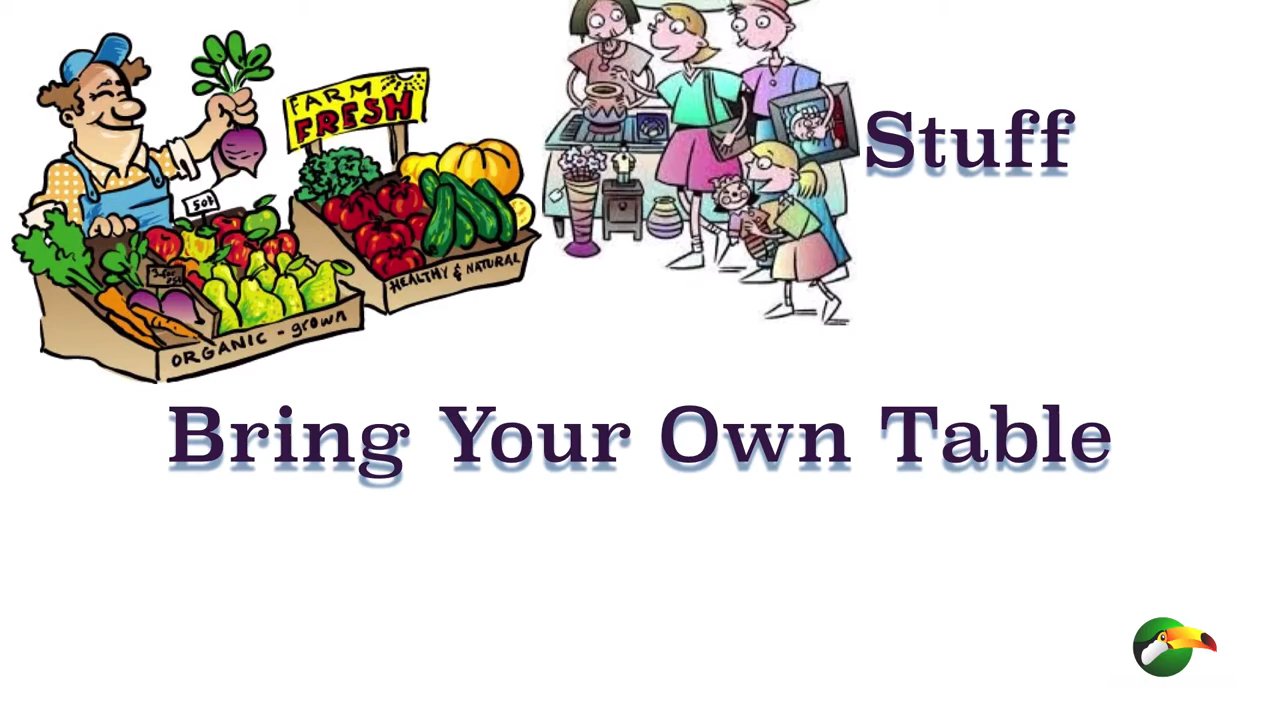 FARM
FRESH
Stuff
50¢
HEALTHY & NATURAL
ORGANIC - grown
Bring Your Own Table